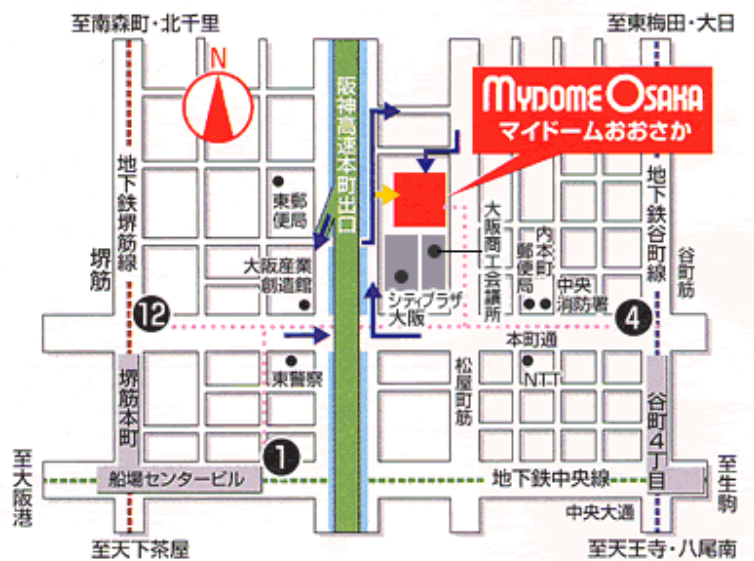 至南森町・北千里
至東梅田・大日
N
MYDOME OSAKA
マイドームおおさか
阪神高速本町出口
地下鉄堺筋線
堺筋
東郵
便局
大阪産業
創造館
大阪商工会議所
内本町
郵便局
中央
消防署
地下鉄谷町線
谷町筋
シティプラザ
大阪
12
4
本町通
東警察
松屋町筋
NTT
堺筋本町
谷町4丁目
1
至大阪港
船場センタービル
地下鉄中央線
至生駒
中央大通
至天下茶屋
至天王寺・八尾南